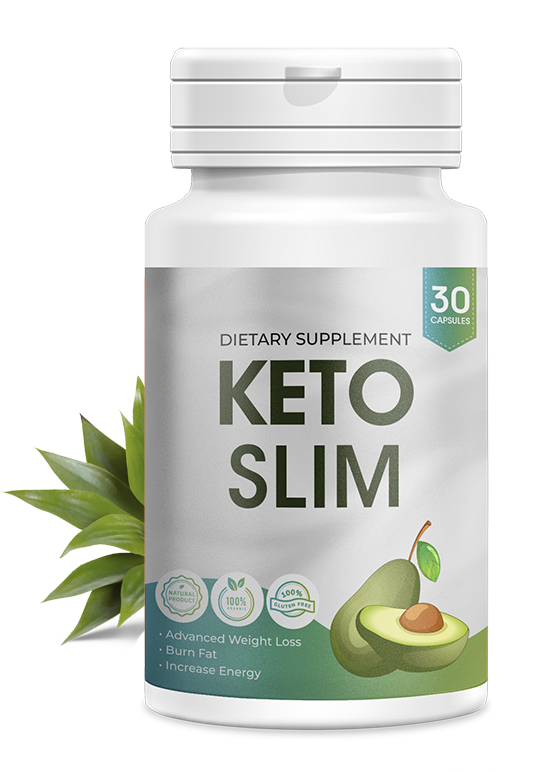 30
CAPSULES
DIETARY SUPPLEMENT
KETO
SLIM
NATURAL
PRODUCT
100%
ORGANIC
100%
GLUTEN FREE
• Advanced Weight Loss
• Burn Fat
• Increase Energy